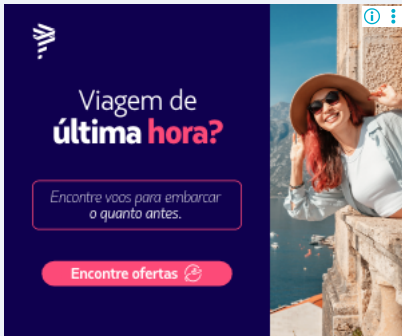 Viagem de
última hora?
Encontre voos para embarcar
o quanto antes.
Encontre ofertas